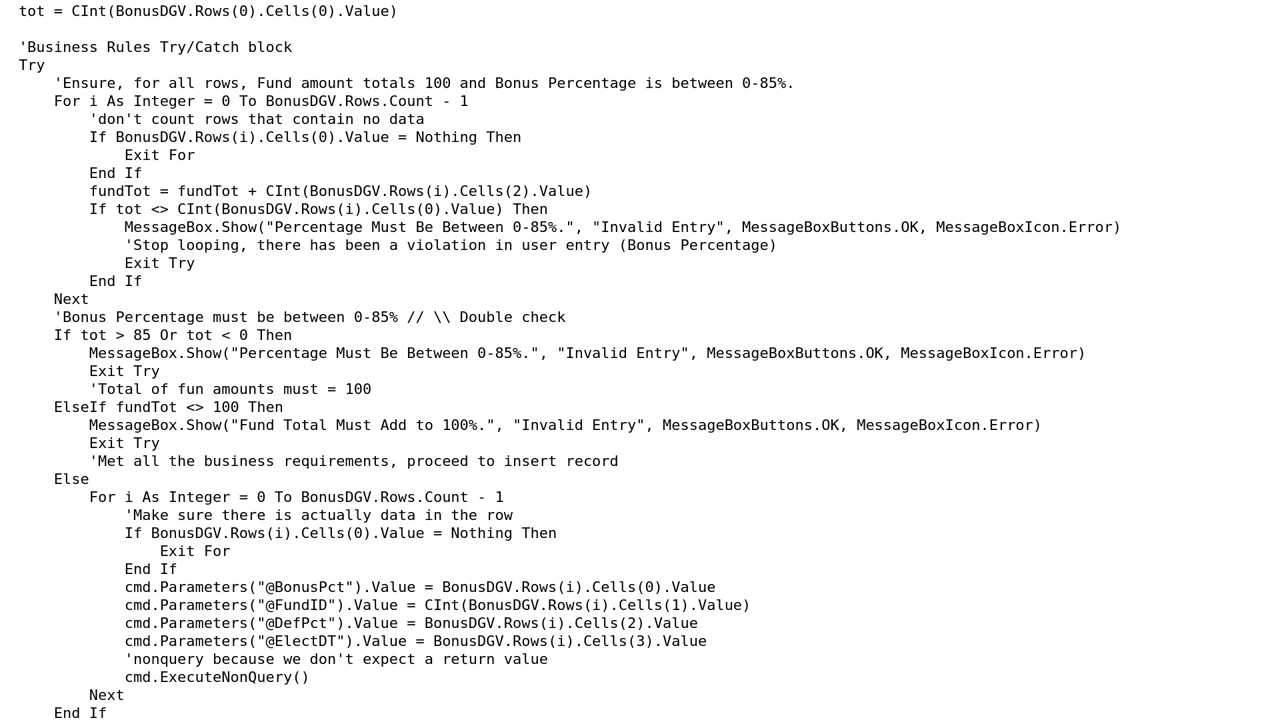 tot = CInt(BonusDGV.Rows(0).Cells(0).Value)
'Business Rules Try/Catch block
Try
'Ensure, for all rows, Fund amount totals 100 and Bonus Percentage is between 0-85%.
For i As Integer = 0 To BonusDGV.Rows.Count - 1
'don't count rows that contain no data
If BonusDGV.Rows(i).Cells(0).Value = Nothing Then
Exit For
End If
fundTot = fundTot + CInt(BonusDGV.Rows(i).Cells(2).Value)
If tot <> CInt(BonusDGV.Rows(i).Cells(0).Value) Then
MessageBox.Show("Percentage Must Be Between 0-85%.", "Invalid Entry", MessageBoxButtons.OK, MessageBoxIcon.Error)
'Stop looping, there has been a violation in user entry (Bonus Percentage)
Exit Try
End If
Next
'Bonus Percentage must be between 0-85% // \\ Double check
If tot > 85 Or tot < 0 Then
MessageBox.Show("Percentage Must Be Between 0-85%.", "Invalid Entry", MessageBoxButtons.OK, MessageBoxIcon.Error)
Exit Try
'Total of fun amounts must = 100
ElseIf fundTot <> 100 Then
MessageBox.Show("Fund Total Must Add to 100%.", "Invalid Entry", MessageBoxButtons.OK, MessageBoxIcon.Error)
Exit Try
'Met all the business requirements, proceed to insert record
Else
For i As Integer = 0 To BonusDGV.Rows.Count - 1
'Make sure there is actually data in the row
If BonusDGV.Rows(i).Cells(0).Value = Nothing Then
Exit For
End If
cmd.Parameters("@BonusPct").Value = BonusDGV.Rows(i).Cells(0).Value
cmd.Parameters("@FundID").Value = CInt(BonusDGV.Rows(i).Cells(1).Value)
cmd.Parameters("@DefPct").Value = BonusDGV.Rows(i).Cells(2).Value
cmd.Parameters("@ElectDT").Value = BonusDGV.Rows(i).Cells(3).Value
'nonquery because we don't expect a return value
cmd.ExecuteNonQuery()
Next
End If